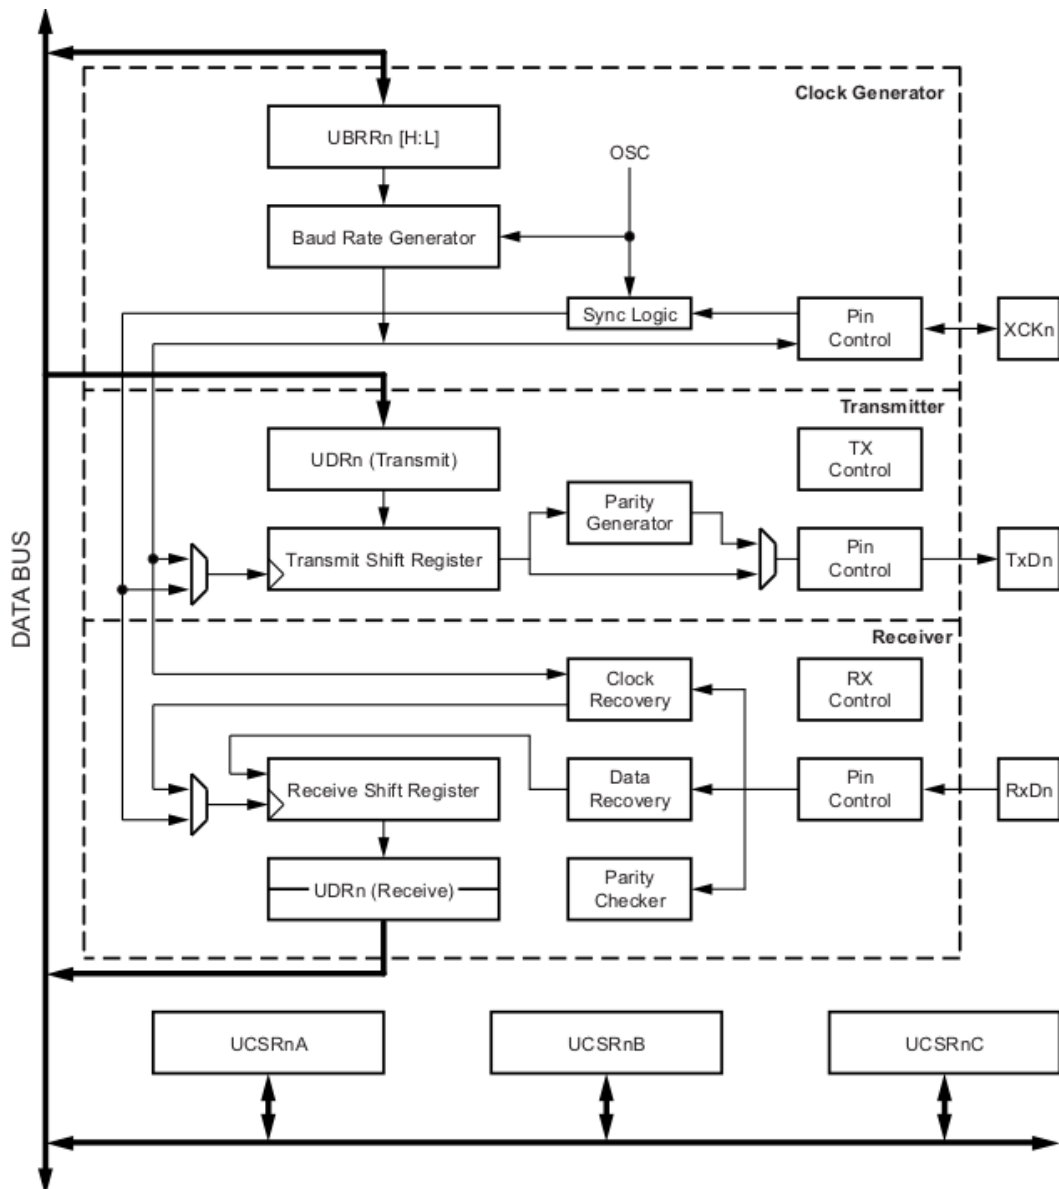 Clock Generator
UBRRn [H:L]
OSC
Baud Rate Generator
Sync Logic
Pin
Control
XCKn
Transmitter
UDRn (Transmit)
TX
Control
Parity
Generator
Transmit Shift Register
Pin
Control
TxDn
DATA BUS
Receiver
Clock
Recovery
RX
Control
Receive Shift Register
Data
Recovery
Pin
Control
RxDn
UDRn (Receive)
Parity
Checker
UCSRnA
UCSRnB
UCSRnC